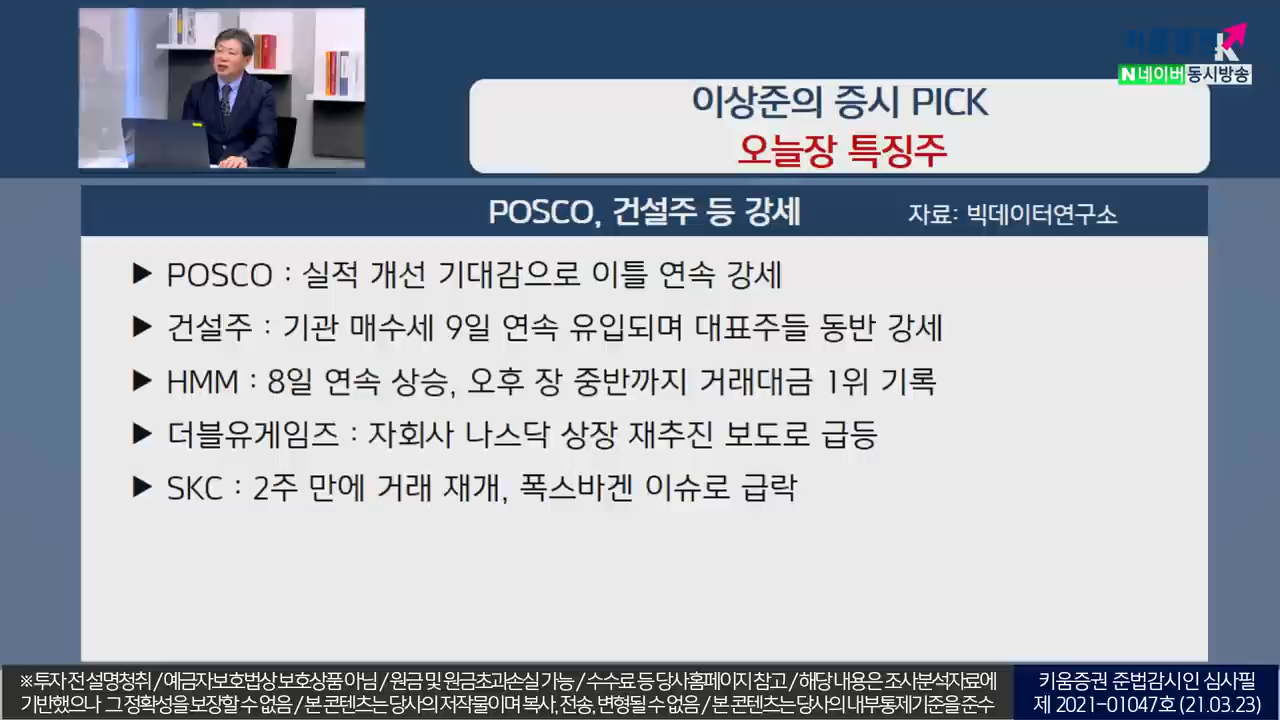 키움증권
N 네이버 동시방송
이상준의 증시 PICK
오늘장 특징주
POSCO, 건설주 등 강세
자료: 빅데이터연구소
▶ POSCO : 실적 개선 기대감으로 이틀 연속 강세
▶ 건설주 : 기관 매수세 9일 연속 유입되며 대표주들 동반 강세
▶ HMM : 8일 연속 상승, 오후 장 중반까지 거래대금 1위 기록
▶ 더블유게임즈 : 자회사 나스닥 상장 재추진 보도로 급등
▶ SKC : 2주 만에 거래 재개, 폭스바겐 이슈로 급락
※ 투자 전 설명청취 / 예금자보호법상 보호상품 아님 / 원금 및 원금초과손실 가능 / 수수료 등 당사홈페이지 참고 / 해당 내용은 조사분석자료에
기반했으나 그 정확성을 보장할 수 없음 / 본 콘텐츠는 당사의 저작물이며 복사, 전송, 변형될 수 없음 / 본 콘텐츠는 당사의 내부통제기준을 준수
키움증권 준법감시인 심사필
제 2021-01047호 (21.03.23)